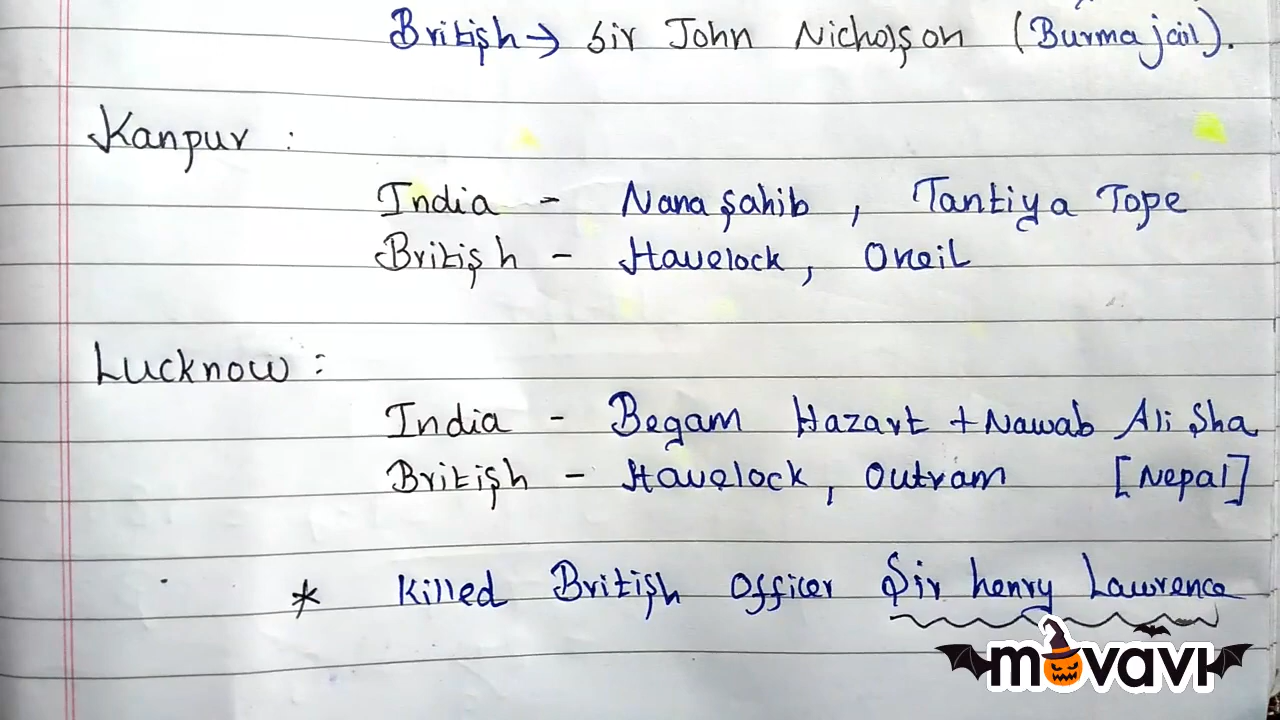 British → Sir John Nicholson (Burma jail).
Kanpur :
India - Nana Sahib , Tantiya Tope
British - Havelock, Oneil
Lucknow :
India - Begam Hazart + Nawab Ali Sha
British - Havelock, Outram [Nepal]
* Killed British Officer Sir henry Lawrence
movavi